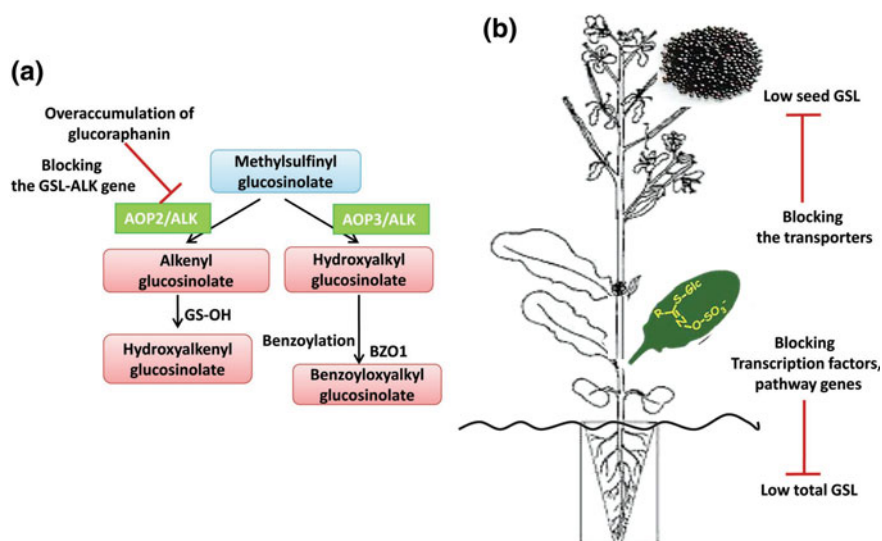 (a)
Overaccumulation of
glucoraphanin
Blocking
the GSL-ALK gene
Methylsulfinyl
glucosinolate
AOP2/ALK
AOP3/ALK
Alkenyl
glucosinolate
Hydroxyalkyl
glucosinolate
GS-OH
Hydroxyalkenyl
glucosinolate
Benzoylation
BZO1
Benzoyloxyalkyl
glucosinolate
(b)
Low seed GSL
Blocking
the transporters
S-Glc
R
N
O-SO3-
Blocking
Transcription factors,
pathway genes
Low total GSL